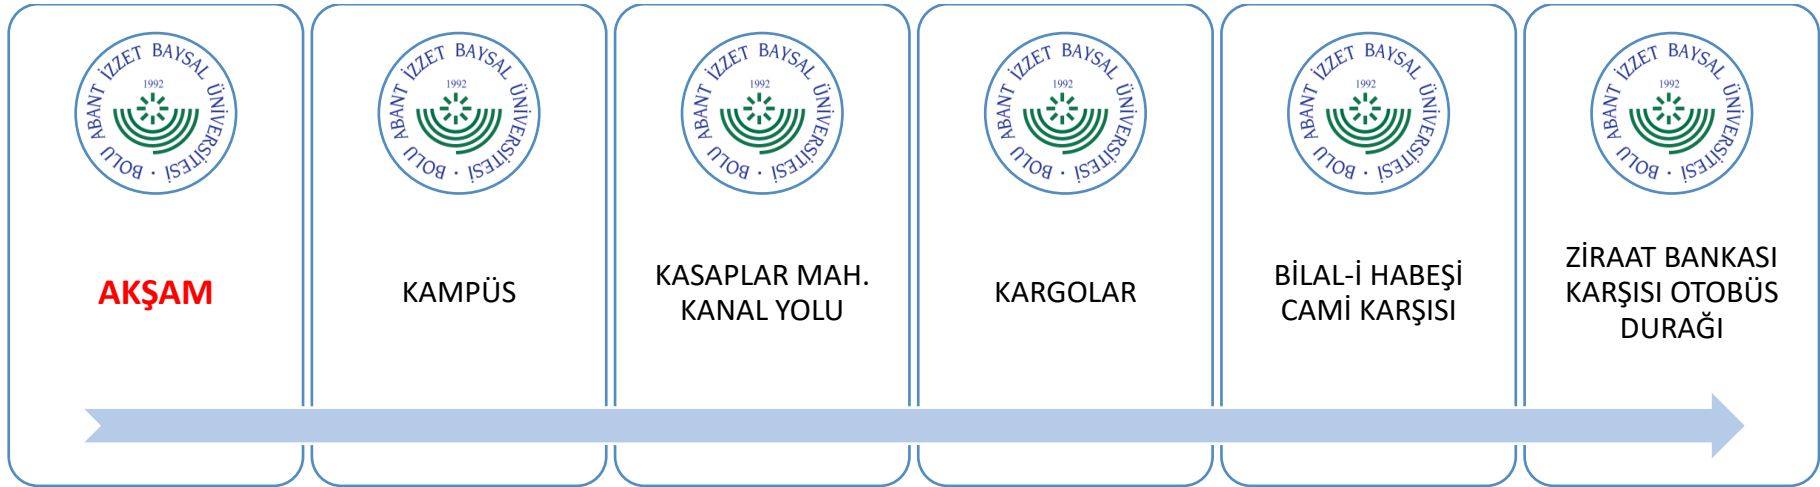 BOLU ABANT İZZET BAYSAL ÜNİVERSİTESİ ·
1992
AKŞAM
BOLU ABANT İZZET BAYSAL ÜNİVERSİTESİ ·
1992
KAMPÜS
BOLU ABANT İZZET BAYSAL ÜNİVERSİTESİ ·
1992
KASAPLAR MAH.
KANAL YOLU
BOLU ABANT İZZET BAYSAL ÜNİVERSİTESİ ·
1992
KARGOLAR
BOLU ABANT İZZET BAYSAL ÜNİVERSİTESİ ·
1992
BİLAL-İ HABEŞİ
CAMİ KARŞISI
BOLU ABANT İZZET BAYSAL ÜNİVERSİTESİ ·
1992
ZİRAAT BANKASI
KARŞISI OTOBÜS
DURAĞI